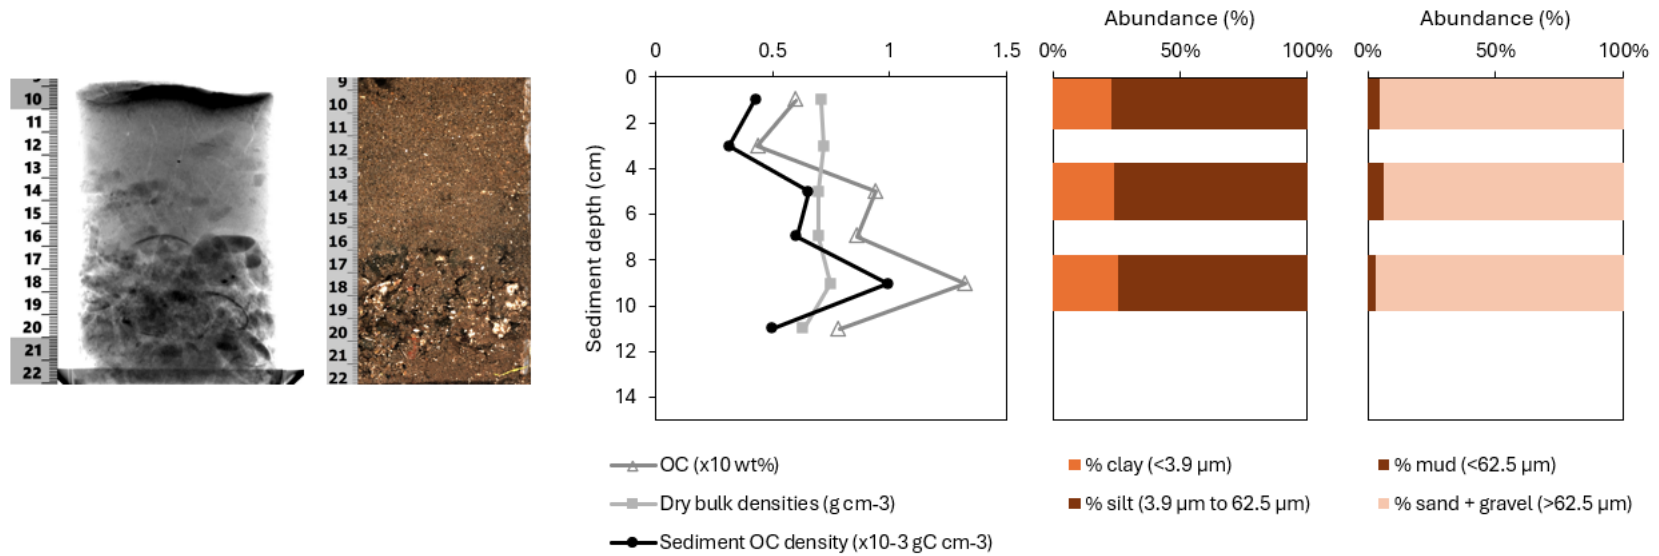 9
10
11
12
13
14
15
16
17
18
19
20
21
22
9
10
11
12
13
14
15
16
17
18
19
20
21
22
0 0.5 1 1.5
0
2
4
6
8
10
12
14
Sediment depth (cm)
OC (x10 wt%)
Dry bulk densities (g cm-3)
Sediment OC density (x10-3 gC cm-3)
Abundance (%)
0% 50% 100%
% clay (<3.9 µm)
% silt (3.9 µm to 62.5 µm)
Abundance (%)
0% 50% 100%
% mud (<62.5 µm)
% sand + gravel (>62.5 µm)